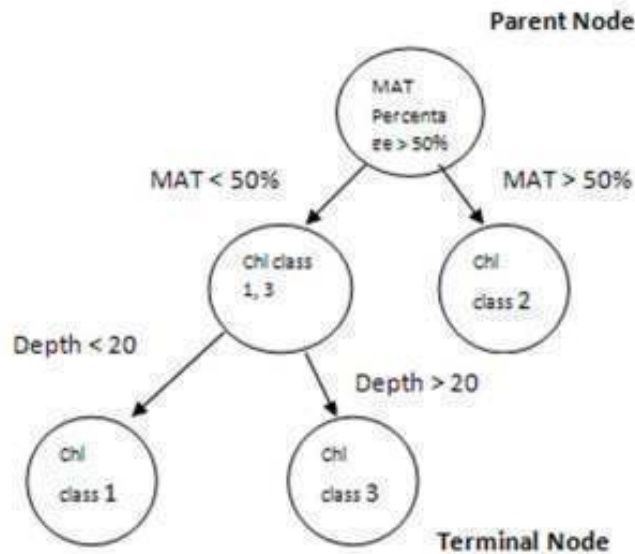 Parent Node
MAT
Percenta
ge > 50%
MAT < 50%
MAT > 50%
Chl class
1, 3
Chl
class 2
Depth < 20
Depth > 20
Chl
class 1
Chl
class 3
Terminal Node